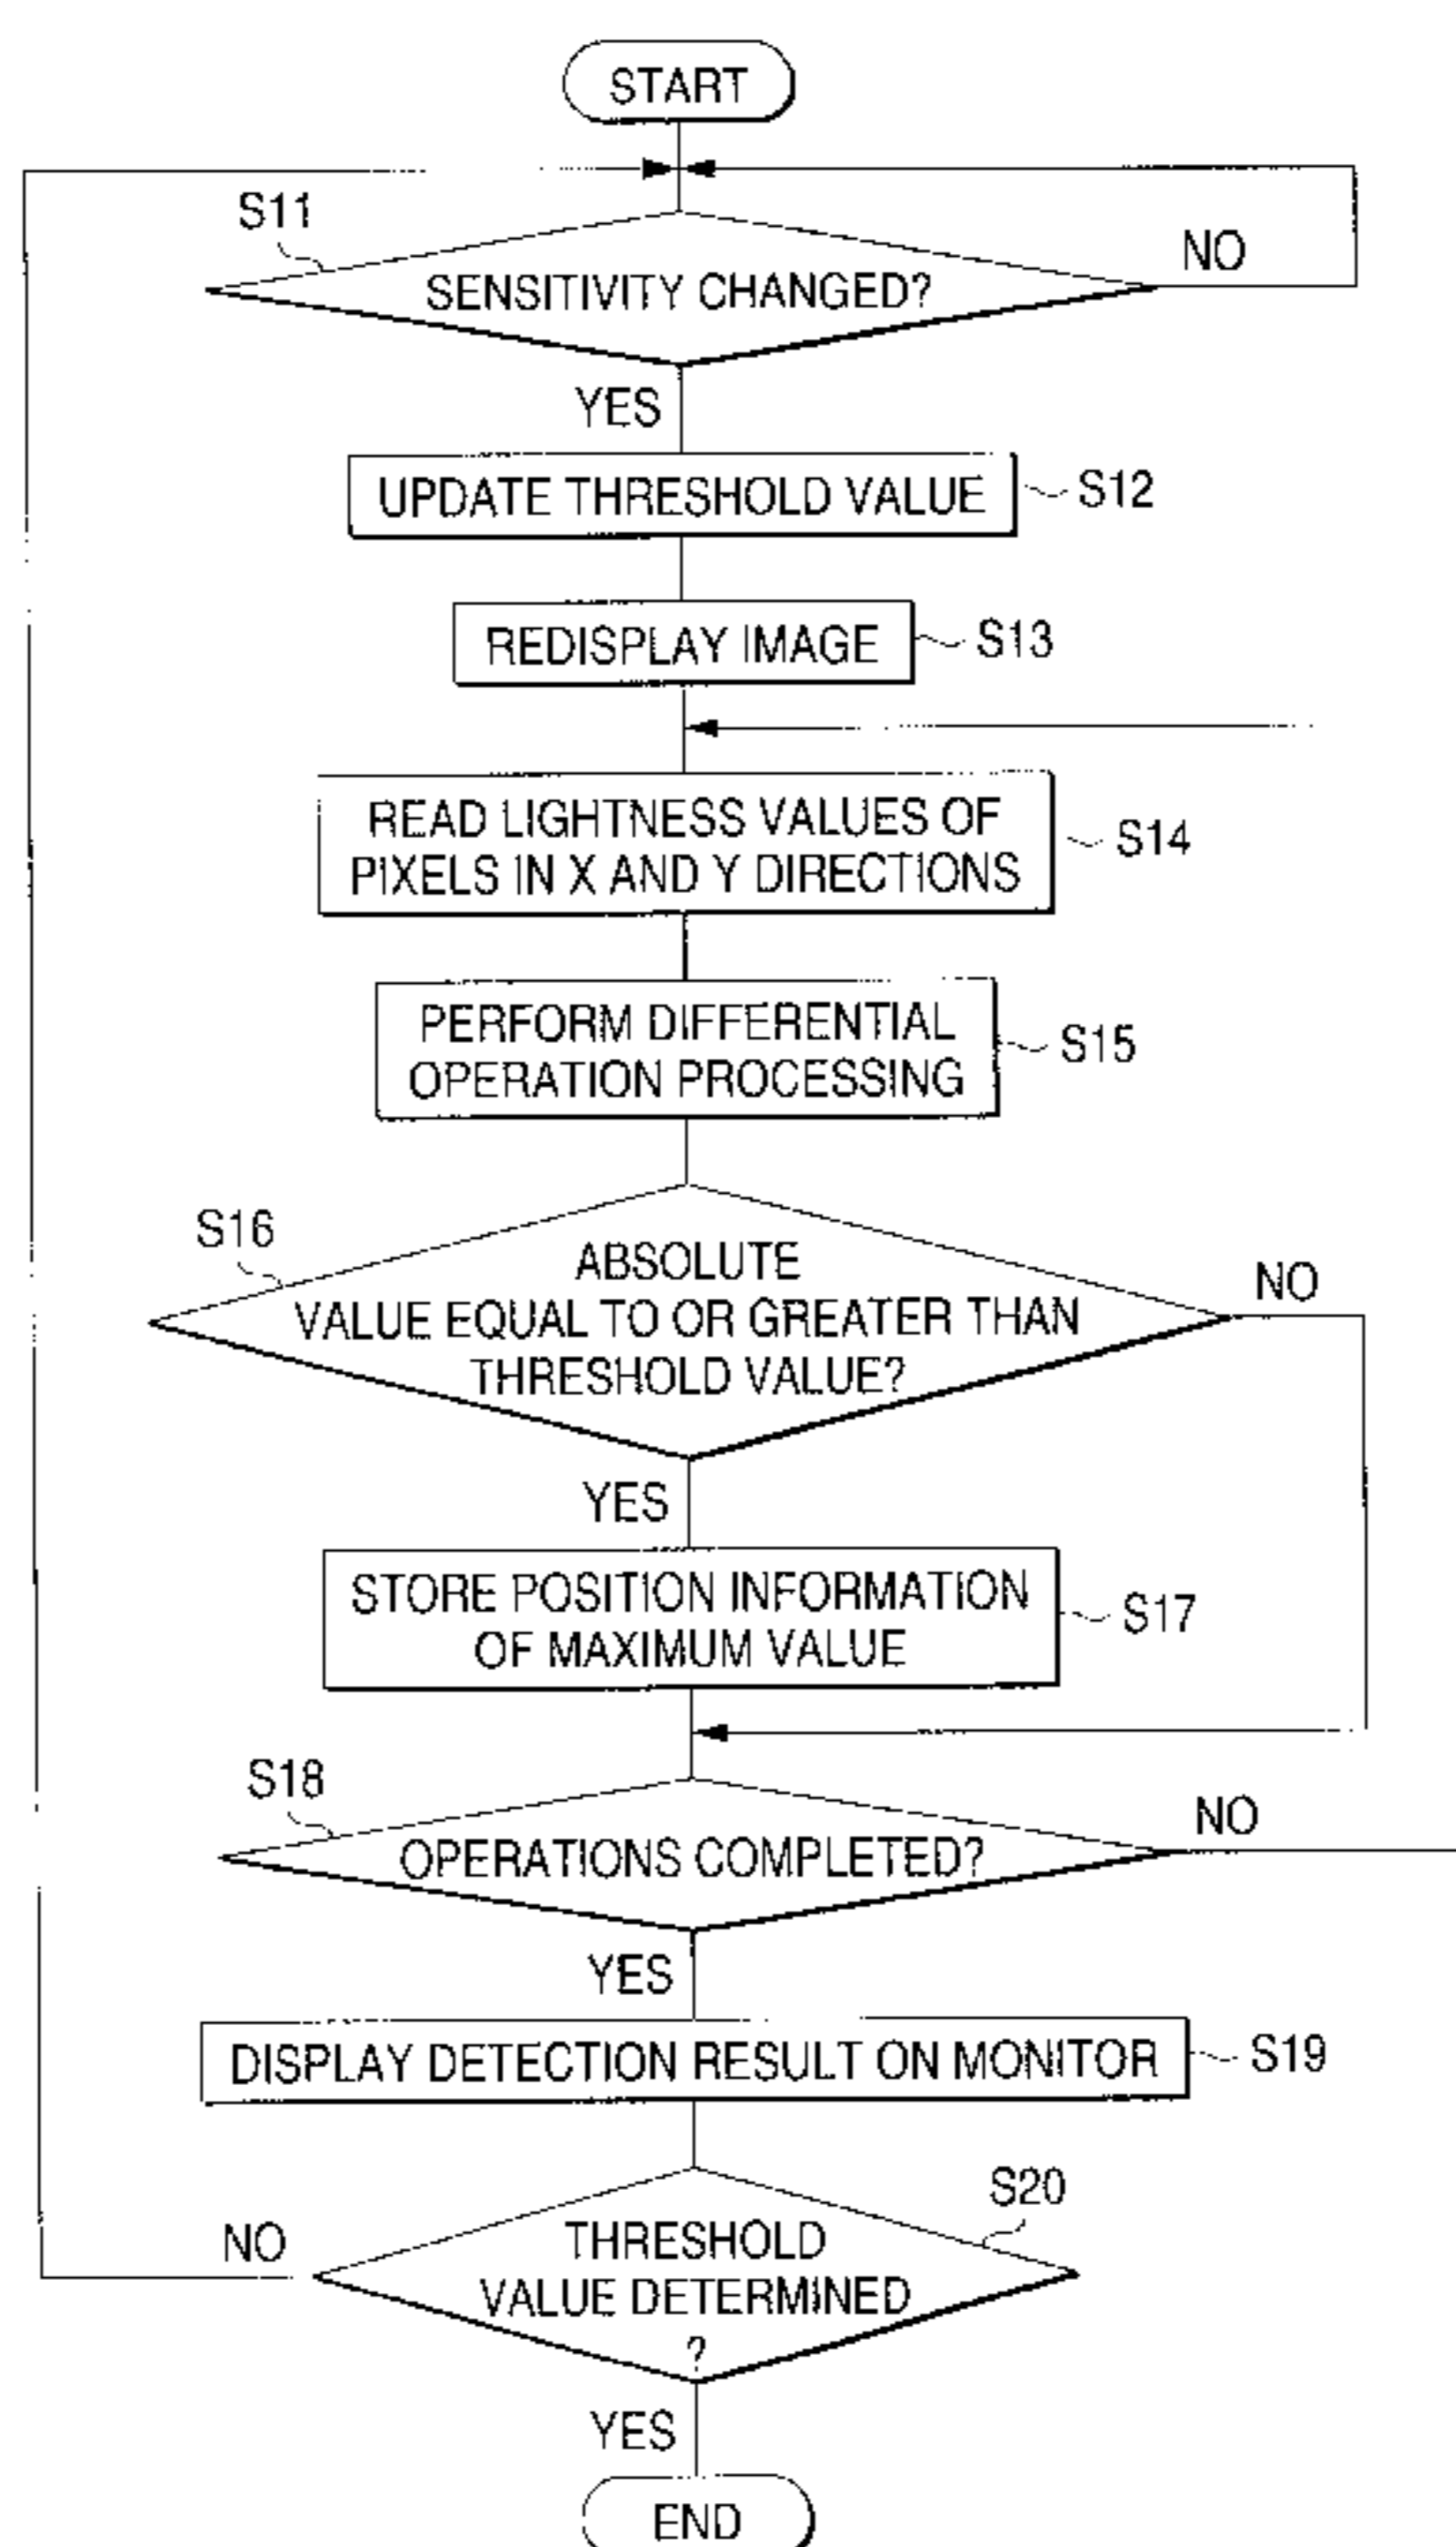 START
S11
SENSITIVITY CHANGED?
NO
YES
UPDATE THRESHOLD VALUE
S12
REDISPLAY IMAGE
S13
READ LIGHTNESS VALUES OF
PIXELS IN X AND Y DIRECTIONS
S14
PERFORM DIFFERENTIAL
OPERATION PROCESSING
S15
S16
ABSOLUTE
VALUE EQUAL TO OR GREATER THAN
THRESHOLD VALUE?
NO
YES
STORE POSITION INFORMATION
OF MAXIMUM VALUE
S17
S18
OPERATIONS COMPLETED?
NO
YES
DISPLAY DETECTION RESULT ON MONITOR
S19
S20
NO
THRESHOLD
VALUE DETERMINED
?
YES
END